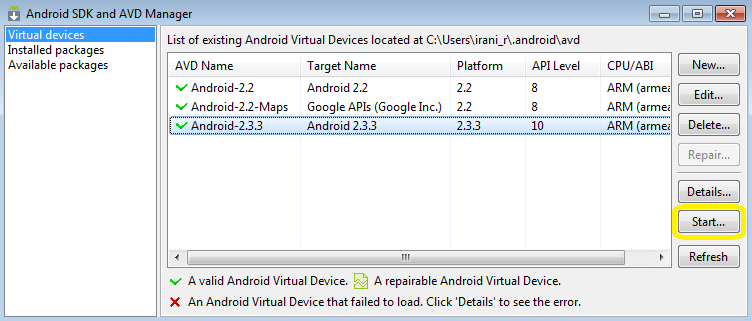 Android SDK and AVD Manager
Virtual devices
Installed packages
Available packages
List of existing Android Virtual Devices located at C:\Users\irani_r\.android\avd
AVD Name Target Name Platform API Level CPU/ABI
Android-2.2 Android 2.2 2.2 8 ARM (armea
Android-2.2-Maps Google APIs (Google Inc.) 2.2 8 ARM (armea
Android-2.3.3 Android 2.3.3 2.3.3 10 ARM (armea
New...
Edit...
Delete...
Repair...
Details...
Start...
Refresh
A valid Android Virtual Device. A repairable Android Virtual Device.
An Android Virtual Device that failed to load. Click 'Details' to see the error.